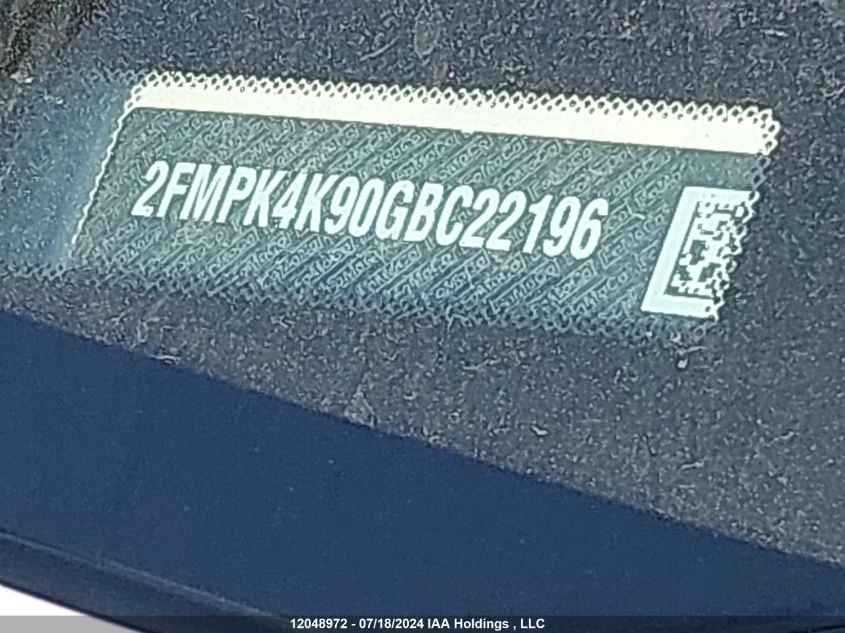 2FMPK4K90GBC22196
12048972 - 07/18/2024 IAA Holdings , LLC